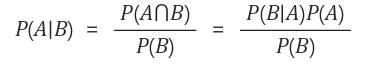 P(A|B) = P(A∩B) / P(B) = P(B|A)P(A) / P(B)